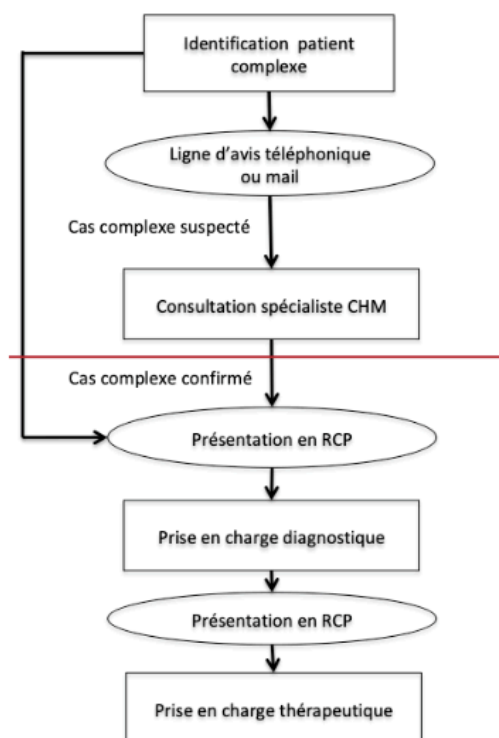 Identification patient
complexe
Ligne d'avis téléphonique
ou mail
Cas complexe suspecté
Consultation spécialiste CHM
Cas complexe confirmé
Présentation en RCP
Prise en charge diagnostique
Présentation en RCP
Prise en charge thérapeutique